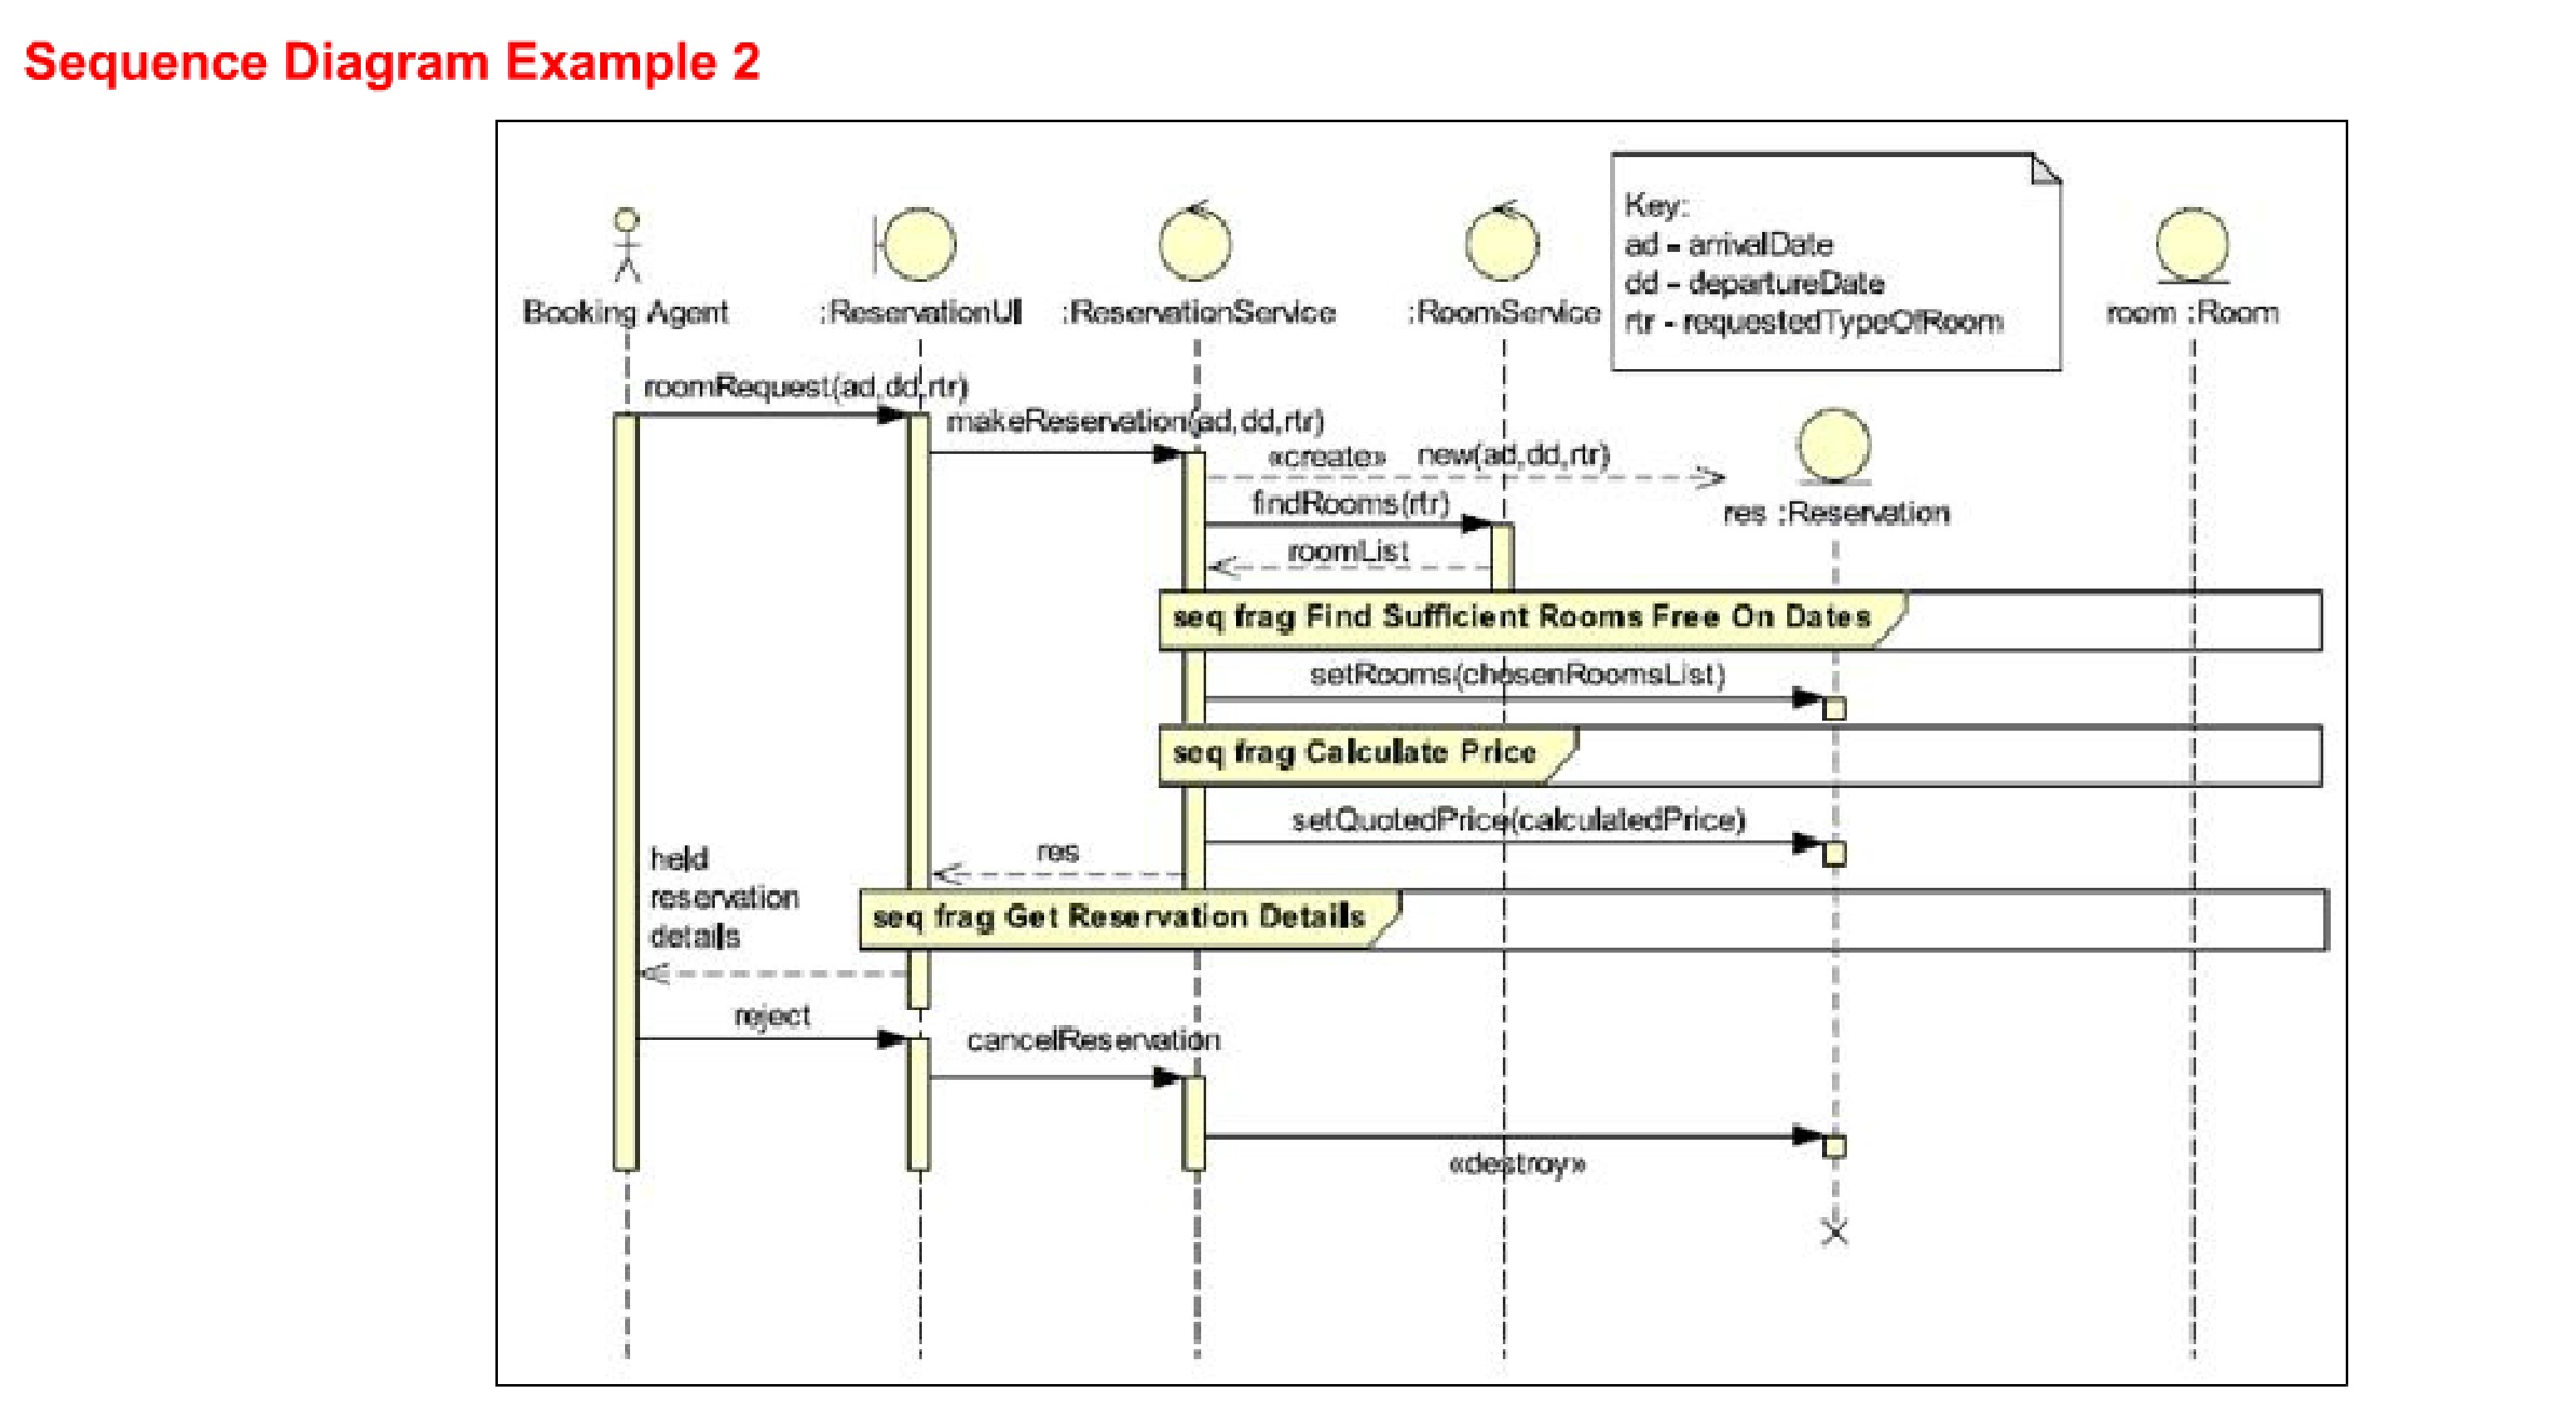 Sequence Diagram Example 2
Key:
ad - arrivalDate
dd - departureDate
rtr - requestedTypeOfRoom
Booking Agent
:ReservationUI
:ReservationService
:RoomService
room :Room
roomRequest(ad,dd,rtr)
makeReservation(ad,dd,rtr)
«create» new(ad,dd,rtr)
findRooms(rtr)
res :Reservation
roomList
seq frag Find Sufficient Rooms Free On Dates
setRooms(chosenRoomsList)
seq frag Calculate Price
setQuotedPrice(calculatedPrice)
res
held
reservation
details
seq frag Get Reservation Details
reject
cancelReservation
«destroy»